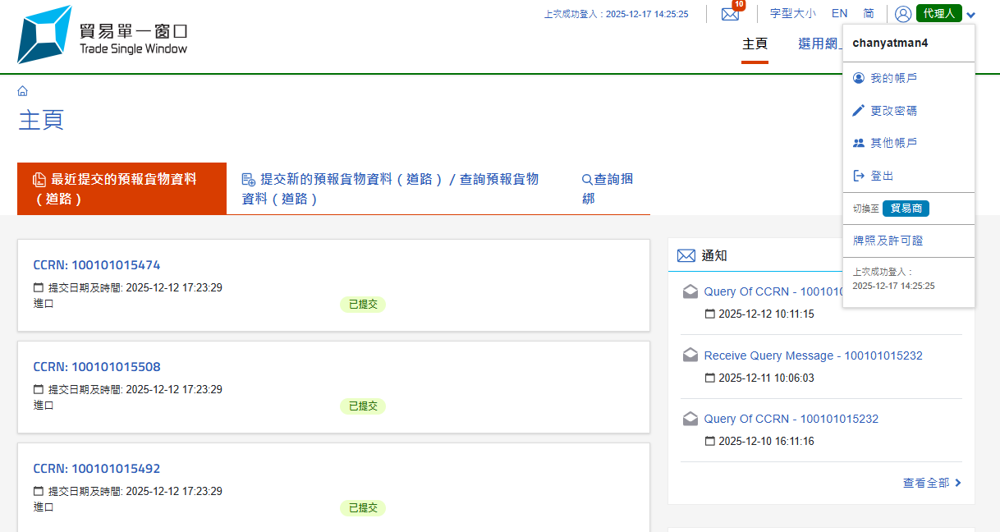 上次成功登入：2025-12-17 14:25:25
10
字型大小
EN
简
代理人
貿易單一窗口
Trade Single Window
主頁
選用網
chanyatman4
我的帳戶
更改密碼
其他帳戶
登出
切換至 貿易商
牌照及許可證
上次成功登入：
2025-12-17 14:25:25
主頁
最近提交的預報貨物資料
（道路）
提交新的預報貨物資料（道路）/ 查詢預報貨物
資料（道路）
查詢捆
綁
CCRN: 100101015474
提交日期及時間: 2025-12-12 17:23:29
進口
已提交
CCRN: 100101015508
提交日期及時間: 2025-12-12 17:23:29
進口
已提交
CCRN: 100101015492
提交日期及時間: 2025-12-12 17:23:29
進口
已提交
通知
Query Of CCRN - 100101
2025-12-12 10:11:15
Receive Query Message - 100101015232
2025-12-11 10:06:03
Query Of CCRN - 100101015232
2025-12-10 16:11:16
查看全部